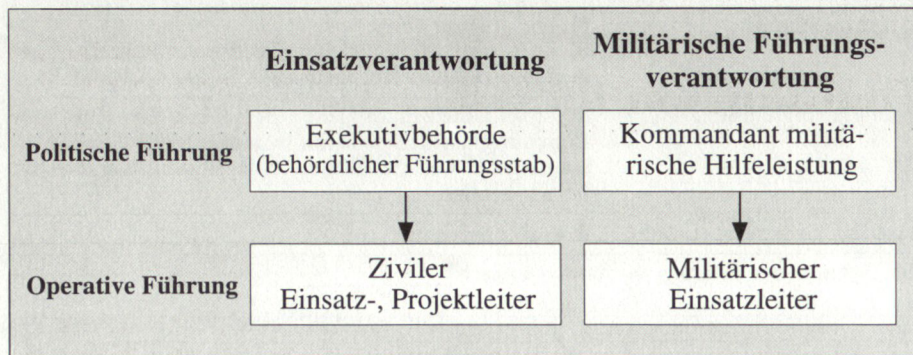 Einsatzverantwortung
Militärische Führungs-
verantwortung
Politische Führung
Exekutivbehörde
(behördlicher Führungsstab)
Kommandant militä-
rische Hilfeleistung
Operative Führung
Ziviler
Einsatz-, Projektleiter
Militärischer
Einsatzleiter